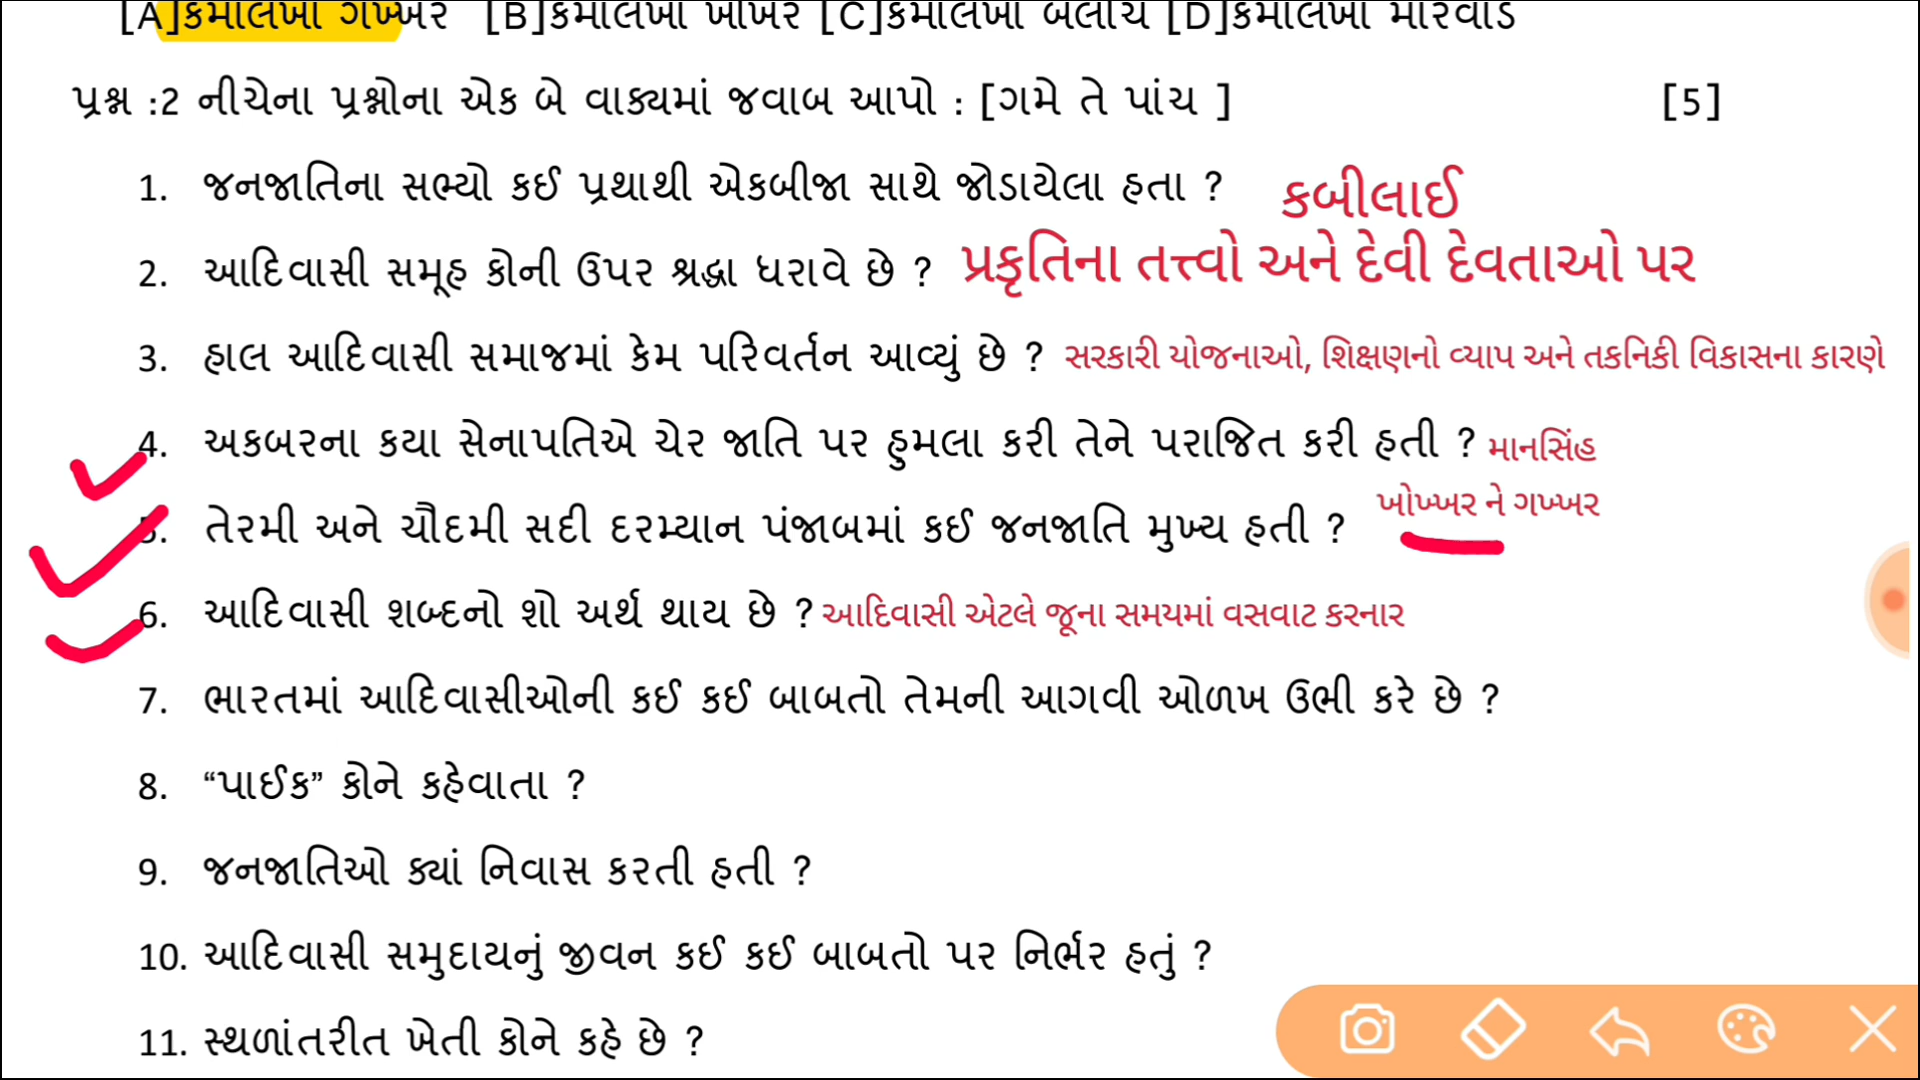 [A]કમાલખાં ગખ્ખર [B]કમાલખાં ખોખર [C]કમાલખાં બલોચ [D]કમાલખાં મારવાડ
પ્રશ્ન :2 નીચેના પ્રશ્નોના એક બે વાક્યમાં જવાબ આપો : [ગમે તે પાંચ ] [5]
1. જનજાતિના સભ્યો કઈ પ્રથાથી એકબીજા સાથે જોડાયેલા હતા ? કબીલાઈ
2. આદિવાસી સમૂહ કોની ઉપર શ્રદ્ધા ધરાવે છે ? પ્રકૃતિના તત્ત્વો અને દેવી દેવતાઓ પર
3. હાલ આદિવાસી સમાજમાં કેમ પરિવર્તન આવ્યું છે ? સરકારી યોજનાઓ, શિક્ષણનો વ્યાપ અને તકનિકી વિકાસના કારણે
4. અકબરના કયા સેનાપતિએ ચેર જાતિ પર હુમલા કરી તેને પરાજિત કરી હતી ? માનસિંહ
5. તેરમી અને ચૌદમી સદી દરમ્યાન પંજાબમાં કઈ જનજાતિ મુખ્ય હતી ? ખોખ્ખર ને ગખ્ખર
6. આદિવાસી શબ્દનો શો અર્થ થાય છે ? આદિવાસી એટલે જૂના સમયમાં વસવાટ કરનાર
7. ભારતમાં આદિવાસીઓની કઈ કઈ બાબતો તેમની આગવી ઓળખ ઉભી કરે છે ?
8. “પાઈક” કોને કહેવાતા ?
9. જનજાતિઓ ક્યાં નિવાસ કરતી હતી ?
10. આદિવાસી સમુદાયનું જીવન કઈ કઈ બાબતો પર નિર્ભર હતું ?
11. સ્થળાંતરીત ખેતી કોને કહે છે ?